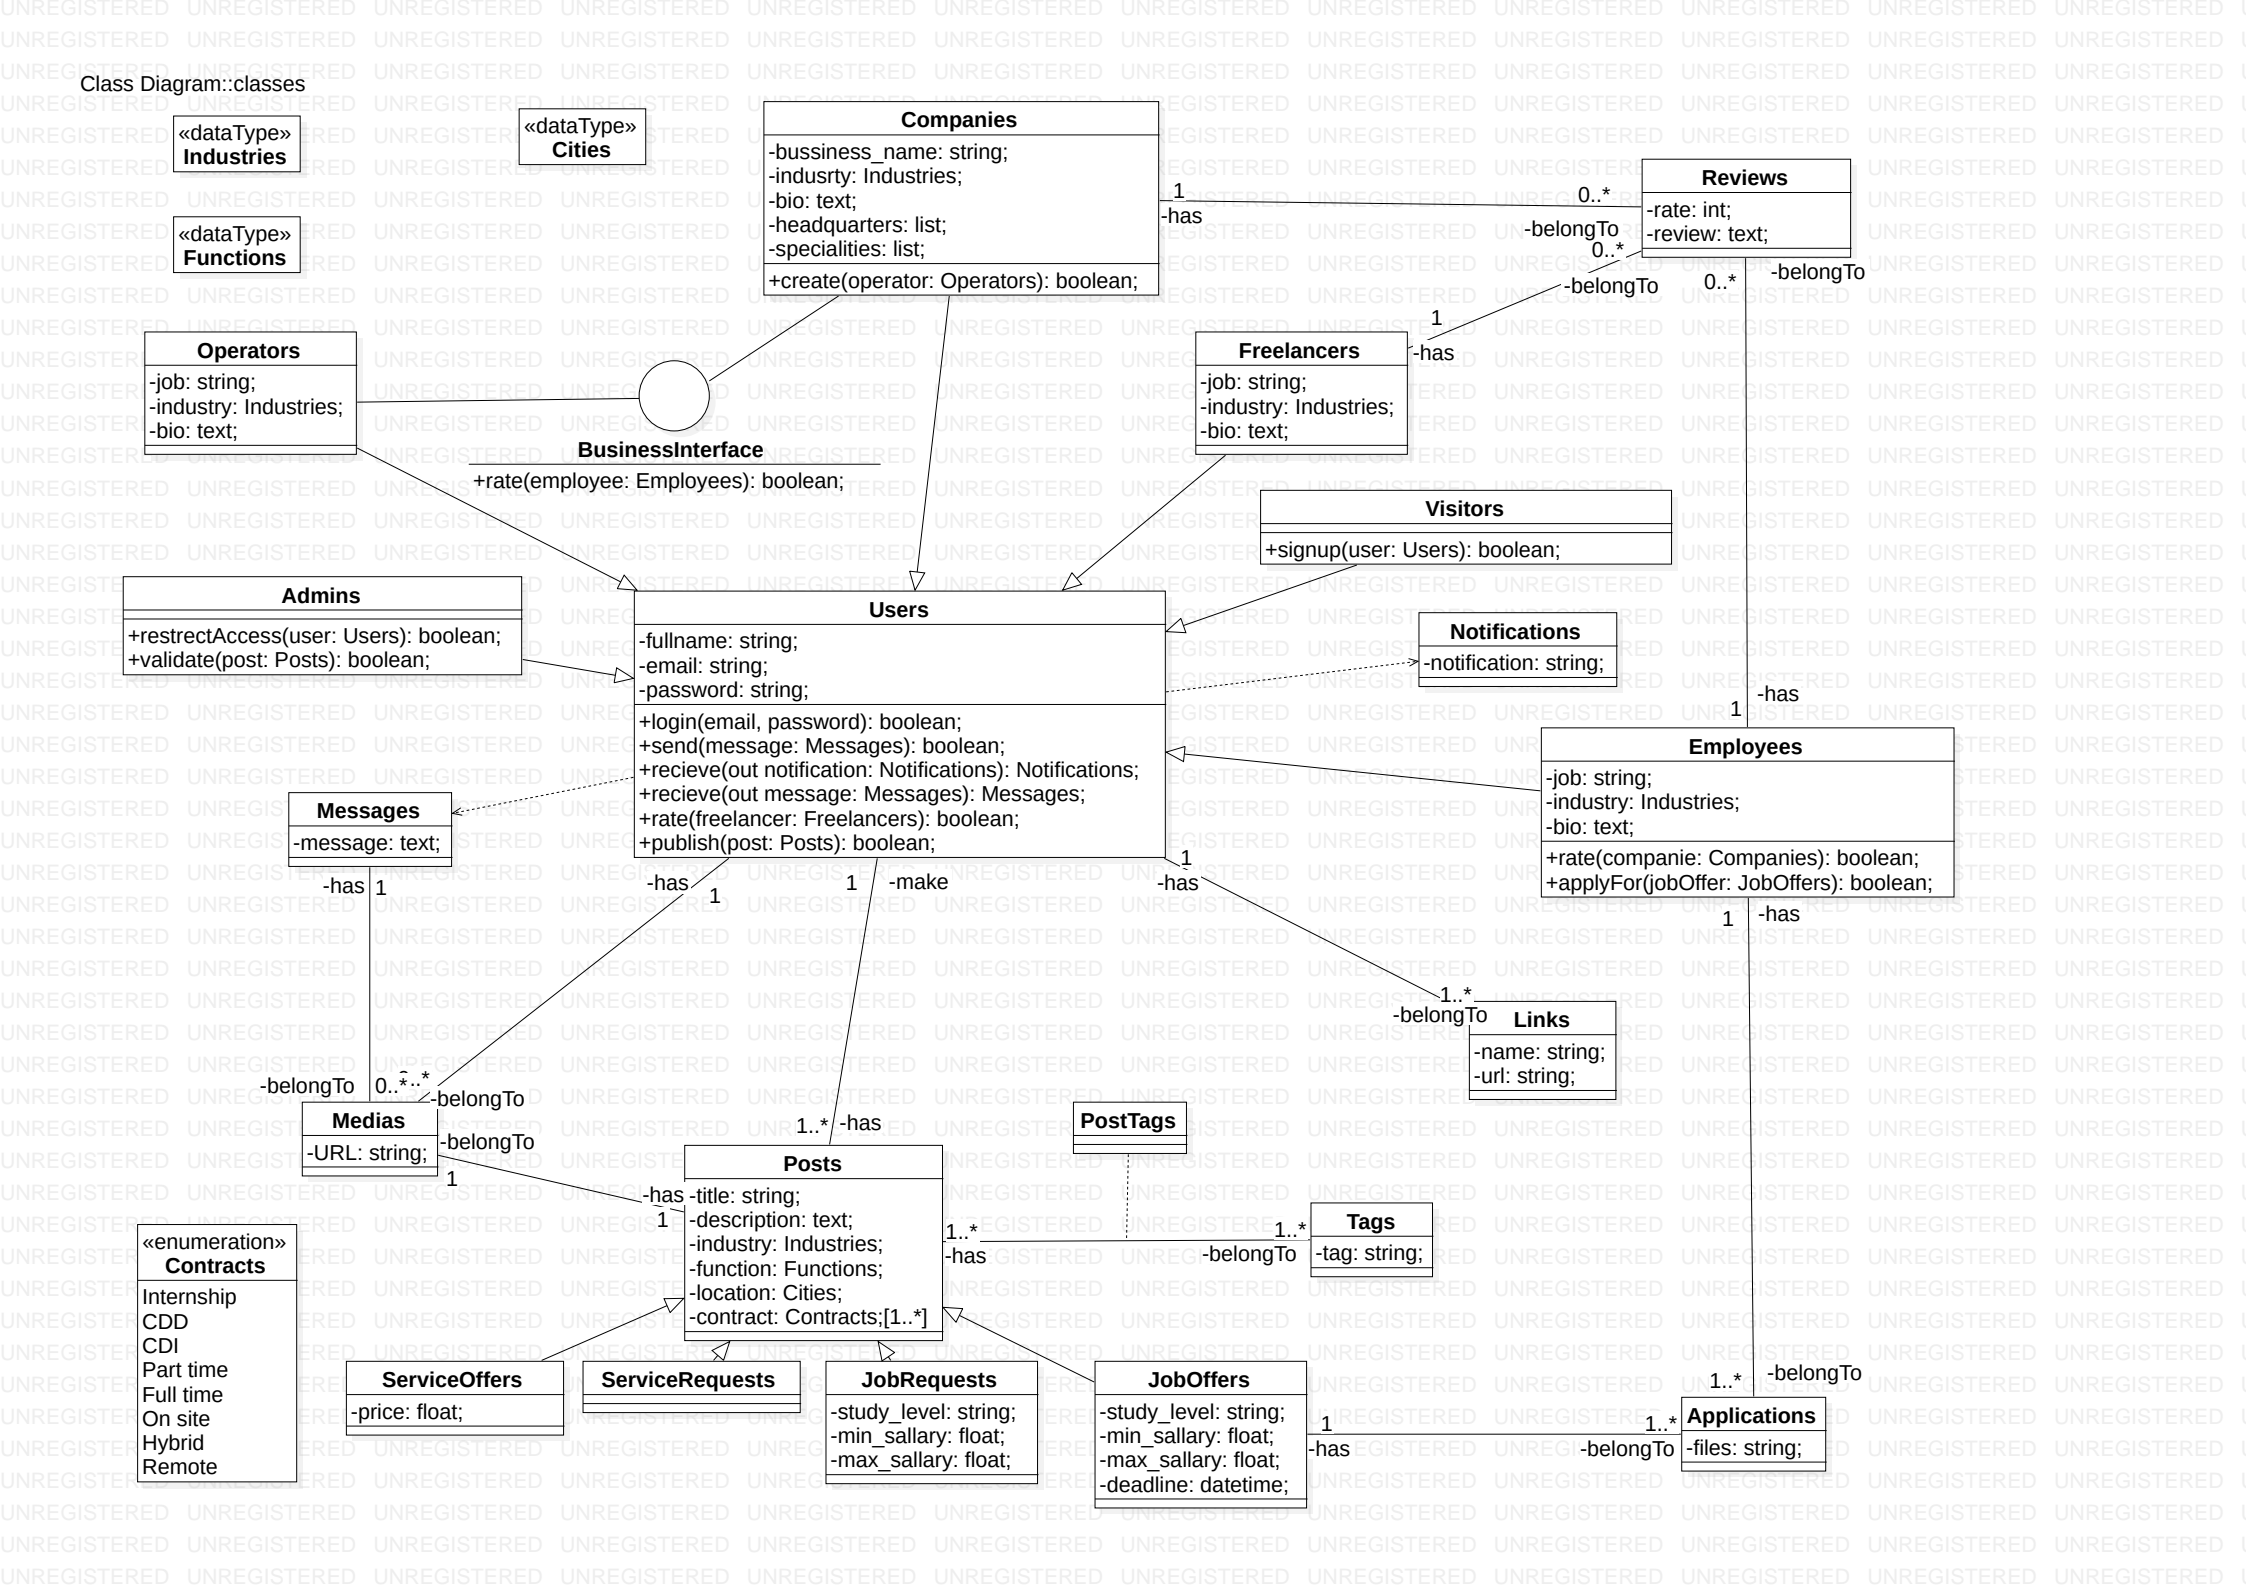 Class Diagram::classes
«dataType»
Industries
«dataType»
Cities
«dataType»
Functions
Companies
-bussiness_name: string;
-indusrty: Industries;
-bio: text;
-headquarters: list;
-specialities: list;
+create(operator: Operators): boolean;
1
-has
0..*
-belongTo
Reviews
-rate: int;
-review: text;
0..*
-belongTo
1
-has
0..*
-belongTo
Operators
-job: string;
-industry: Industries;
-bio: text;
BusinessInterface
+rate(employee: Employees): boolean;
Freelancers
-job: string;
-industry: Industries;
-bio: text;
Visitors
+signup(user: Users): boolean;
Admins
+restrectAccess(user: Users): boolean;
+validate(post: Posts): boolean;
Users
-fullname: string;
-email: string;
-password: string;
+login(email, password): boolean;
+send(message: Messages): boolean;
+recieve(out notification: Notifications): Notifications;
+recieve(out message: Messages): Messages;
+rate(freelancer: Freelancers): boolean;
+publish(post: Posts): boolean;
Notifications
-notification: string;
-has
1
Employees
-job: string;
-industry: Industries;
-bio: text;
+rate(companie: Companies): boolean;
+applyFor(jobOffer: JobOffers): boolean;
Messages
-message: text;
-has
1
-has
1
1
-make
1
-has
1
-has
1..*
-belongTo
Links
-name: string;
-url: string;
-belongTo
0..*
-belongTo
Medias
-URL: string;
-belongTo
1
1..*
-has
Posts
-title: string;
-description: text;
-industry: Industries;
-function: Functions;
-location: Cities;
-contract: Contracts;[1..*]
-has
1
PostTags
1..*
-has
1..*
-belongTo
Tags
-tag: string;
«enumeration»
Contracts
Internship
CDD
CDI
Part time
Full time
On site
Hybrid
Remote
ServiceOffers
-price: float;
ServiceRequests
JobRequests
-study_level: string;
-min_sallary: float;
-max_sallary: float;
JobOffers
-study_level: string;
-min_sallary: float;
-max_sallary: float;
-deadline: datetime;
1
-has
1..*
-belongTo
1..*
-belongTo
Applications
-files: string;
UNREGISTERED